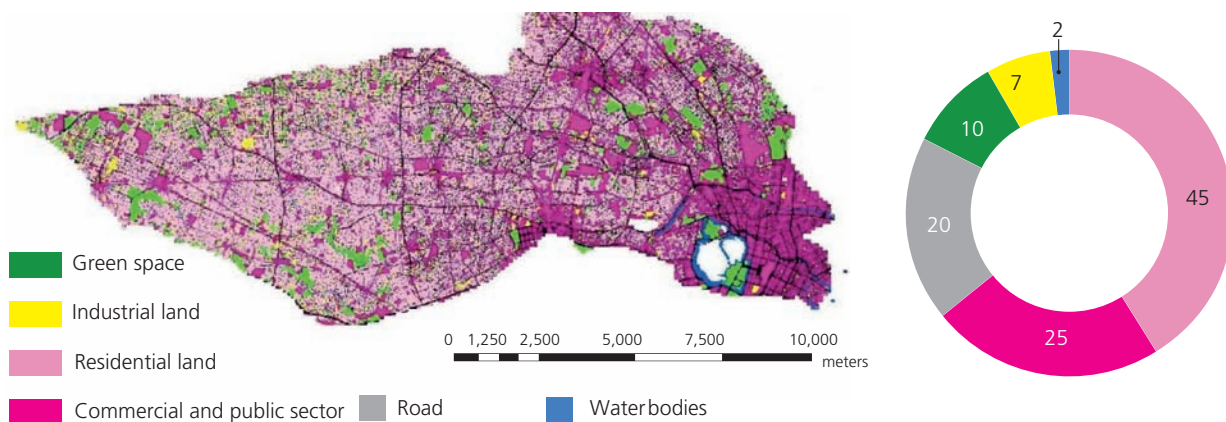 Green space
Industrial land
Residential land
Commercial and public sector
Road
Waterbodies
0 1,250 2,500 5,000 7,500 10,000
meters
2
7
10
45
20
25